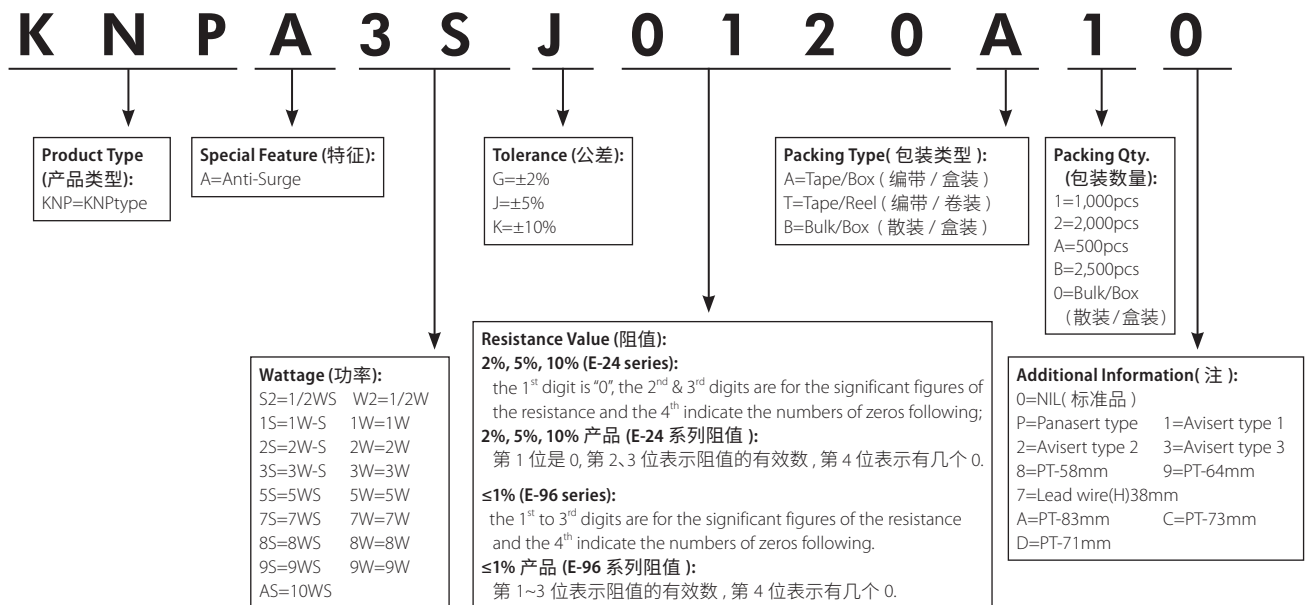 K N P A 3 S J 0 1 2 0 A 1 0
Product Type
(产品类型):
KNP=KNPtype
Special Feature (特征):
A=Anti-Surge
Tolerance (公差):
G=±2%
J=±5%
K=±10%
Packing Type( 包装类型 ):
A=Tape/Box ( 编带 / 盒装 )
T=Tape/Reel ( 编带 / 卷装 )
B=Bulk/Box ( 散装 / 盒装 )
Packing Qty.
(包装数量):
1=1,000pcs
2=2,000pcs
A=500pcs
B=2,500pcs
0=Bulk/Box
(散装/盒装)
Wattage (功率):
S2=1/2WS W2=1/2W
1S=1W-S 1W=1W
2S=2W-S 2W=2W
3S=3W-S 3W=3W
5S=5WS 5W=5W
7S=7WS 7W=7W
8S=8WS 8W=8W
9S=9WS 9W=9W
AS=10WS
Resistance Value (阻值):
2%, 5%, 10% (E-24 series):
the 1st digit is "0", the 2nd & 3rd digits are for the significant figures of
the resistance and the 4th indicate the numbers of zeros following;
2%, 5%, 10% 产品 (E-24 系列阻值 ):
第 1 位是 0, 第 2、3 位表示阻值的有效数 , 第 4 位表示有几个 0.
≤1% (E-96 series):
the 1st to 3rd digits are for the significant figures of the resistance
and the 4th indicate the numbers of zeros following.
≤1% 产品 (E-96 系列阻值 ):
第 1~3 位表示阻值的有效数 , 第 4 位表示有几个 0.
Additional Information( 注 ):
0=NIL( 标准品 )
P=Panasert type 1=Avisert type 1
2=Avisert type 2 3=Avisert type 3
8=PT-58mm 9=PT-64mm
7=Lead wire(H)38mm
A=PT-83mm C=PT-73mm
D=PT-71mm